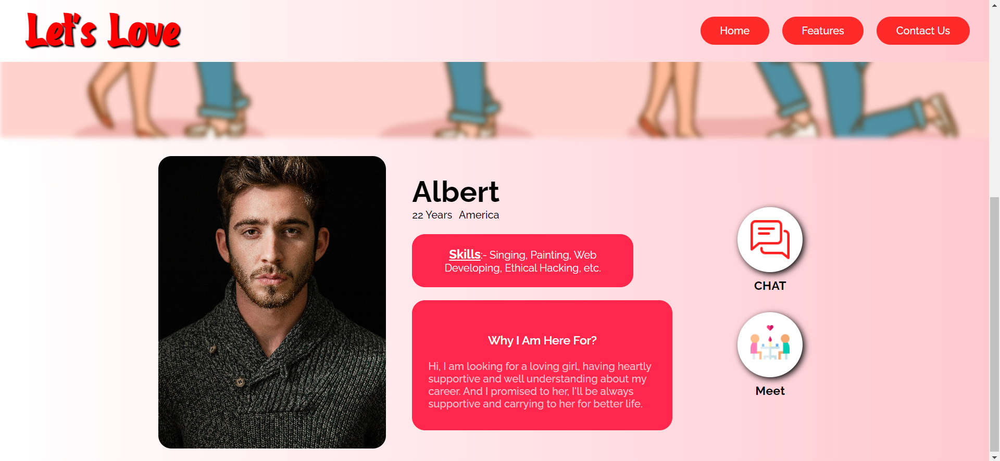 Let's Love
Home
Features
Contact Us
Albert
22 Years America
Skills:- Singing, Painting, Web
Developing, Ethical Hacking, etc.
Why I Am Here For?
Hi, I am looking for a loving girl, having heartly
supportive and well understanding about my
career. And I promised to her, I'll be always
supportive and carrying to her for better life.
CHAT
Meet